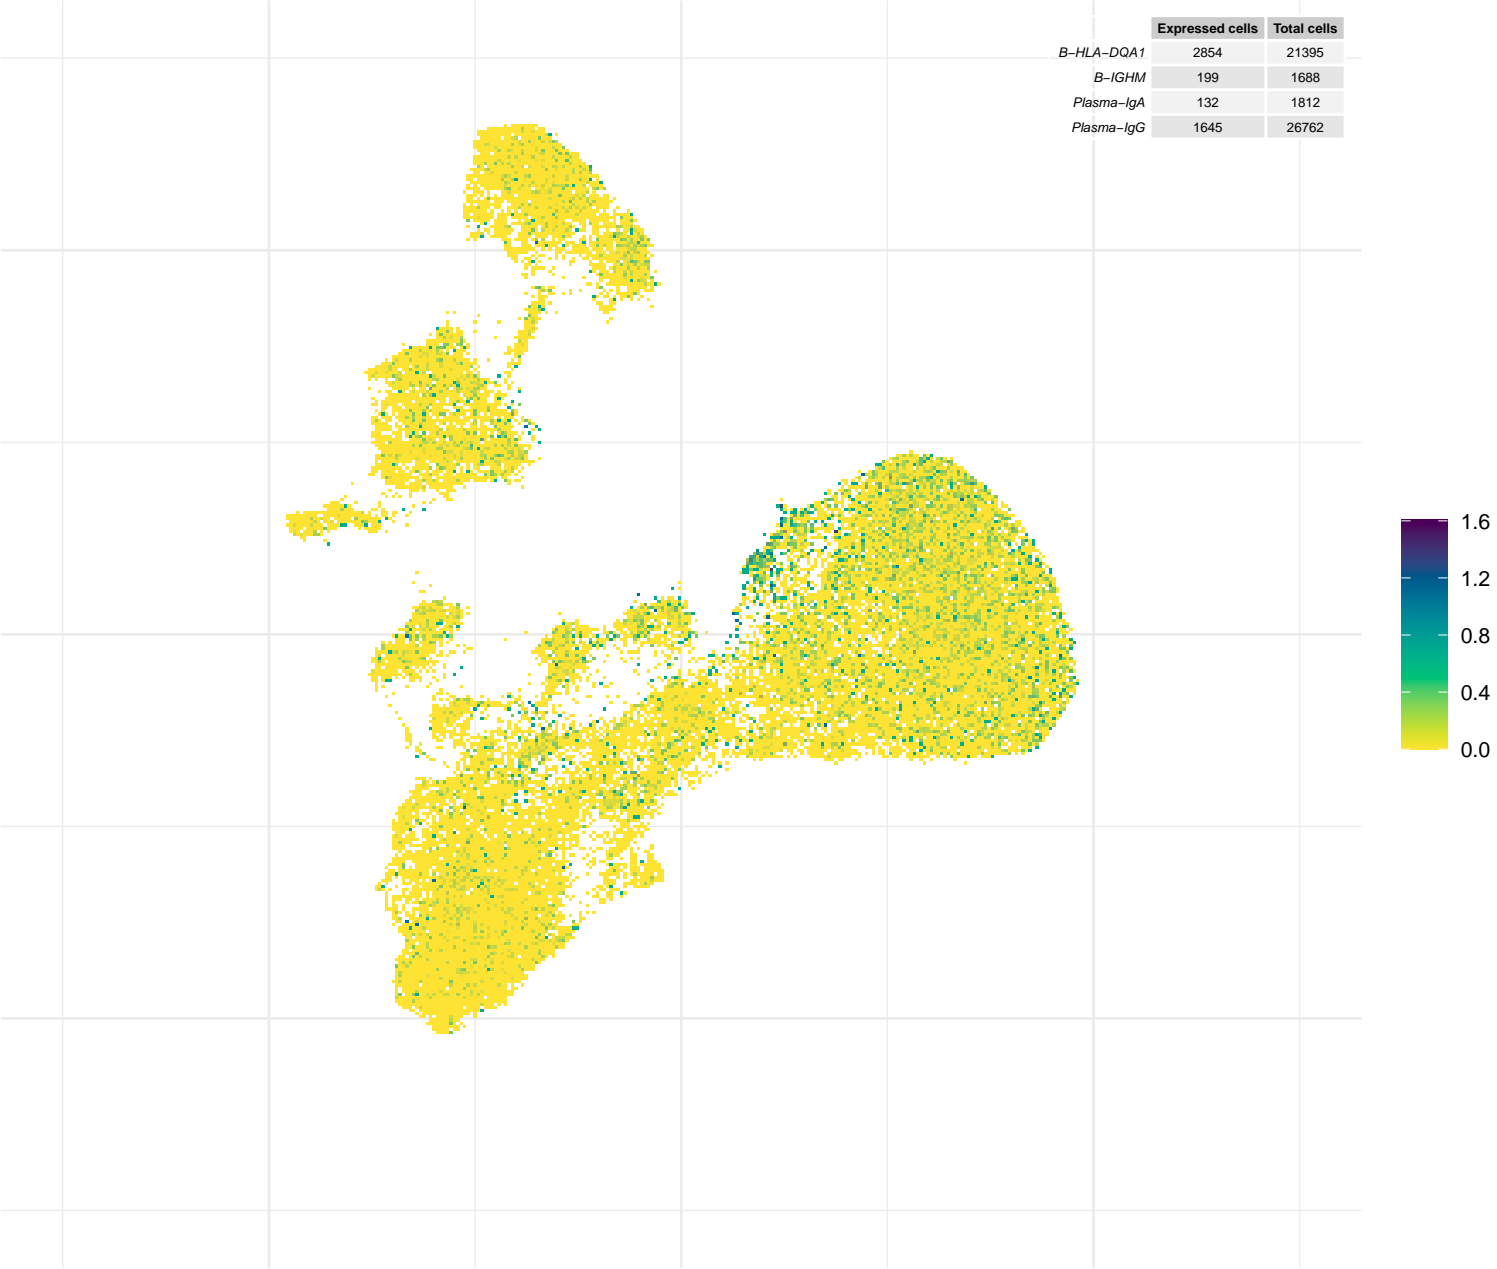 Expressed cells Total cells
B−HLA−DQA1 2854 21395
B−IGHM 199 1688
Plasma−IgA 132 1812
Plasma−IgG 1645 26762
1.6
1.2
0.8
0.4
0.0